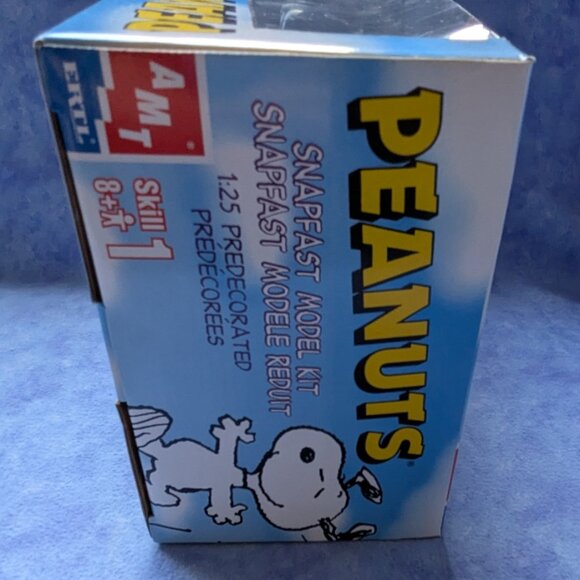 PEANUTS®
SNAPFAST MODEL KIT
SNAPFAST MODELE REDUIT
1:25 PREDECORATED
PRÉDÉCORÉES
AMT®
ERTL
Skill 1
8+